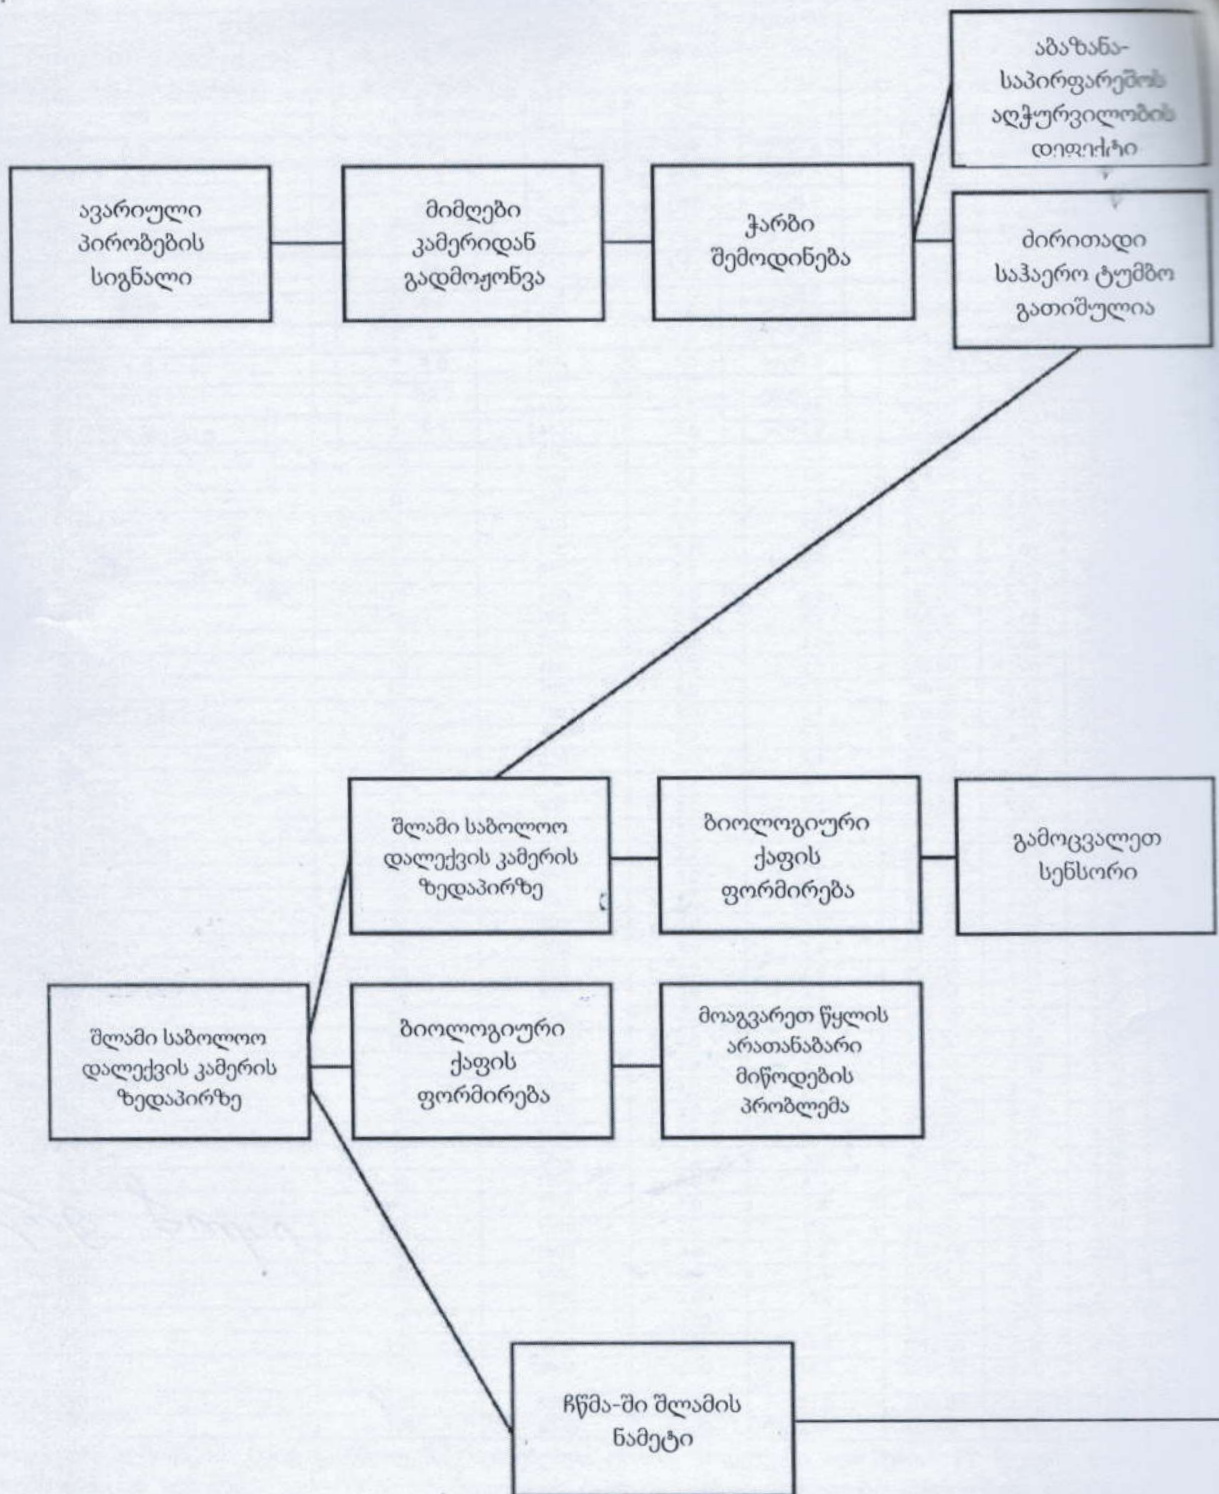 აბაზანა-
საპირფარეშოს
აღჭურვილობის
დეფექტი
ავარიული
პირობების
სიგნალი
მიმღები
კამერიდან
გადმოჟონვა
ჭარბი
შემოდინება
ძირითადი
საჰაერო ტუმბო
გათიშულია
შლამი საბოლოო
დალექვის კამერის
ზედაპირზე
ბიოლოგიური
ქაფის
ფორმირება
გამოცვალეთ
სენსორი
შლამი საბოლოო
დალექვის კამერის
ზედაპირზე
ბიოლოგიური
ქაფის
ფორმირება
მოაგვარეთ წყლის
არათანაბარი
მიწოდების
პრობლემა
ჩწმა-ში შლამის
ნამეტი